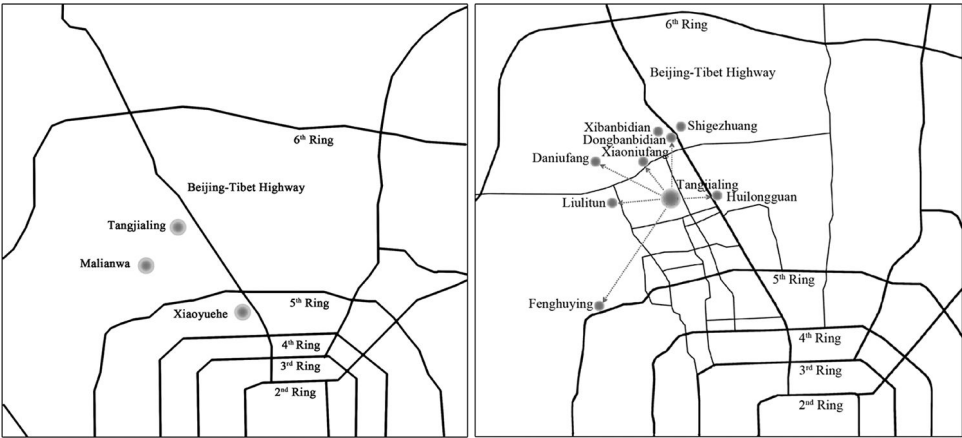 6th Ring
Beijing-Tibet Highway
Tangjialing
Malianwa
5th Ring
Xiaoyuehe
4th Ring
3rd Ring
2nd Ring
6th Ring
Beijing-Tibet Highway
Xibanbidian
Shigezhuang
Dongbanbidian
Xiaoniufang
Daniufang
Tangjialing
Huilongguan
Liulitun
5th Ring
Fenghuying
4th Ring
3rd Ring
2nd Ring